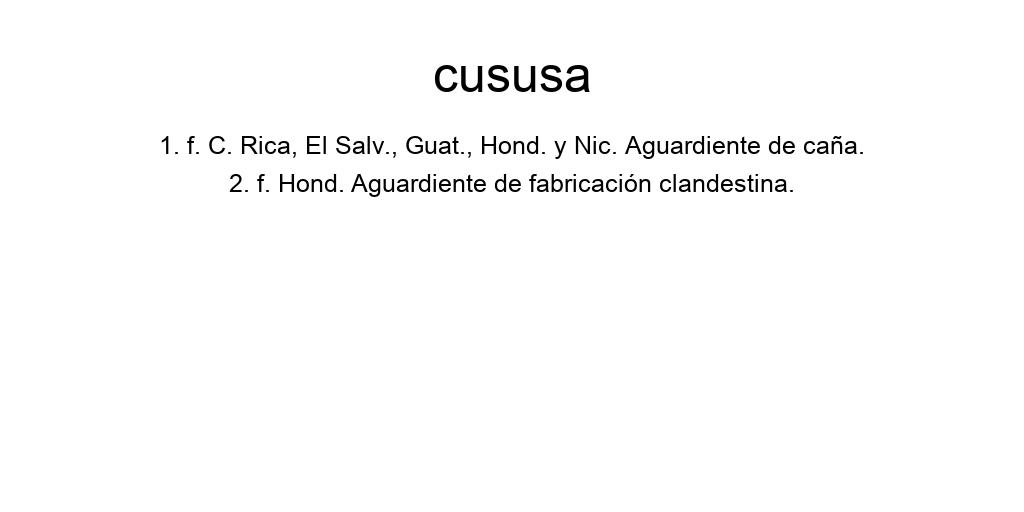 cususa
1. f. C. Rica, El Salv., Guat., Hond. y Nic. Aguardiente de caña.
2. f. Hond. Aguardiente de fabricación clandestina.